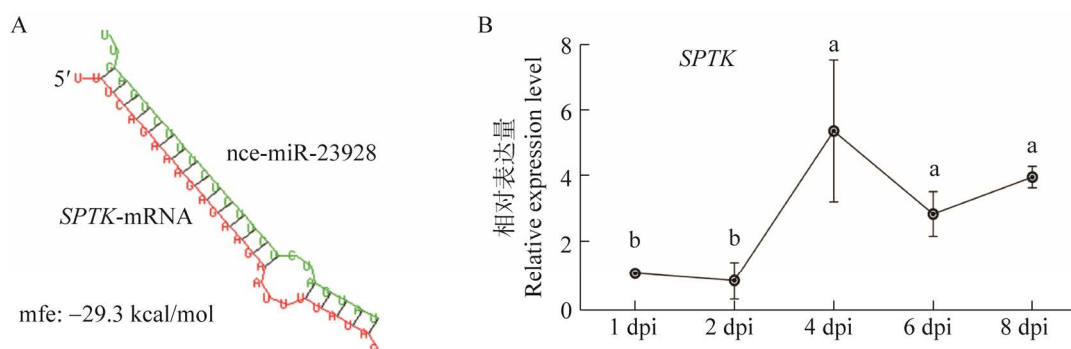 A
5′
nce-miR-23928
SPTK-mRNA
mfe: −29.3 kcal/mol
B
SPTK
相对表达量
Relative expression level
8
6
4
2
0
b
b
a
a
a
1 dpi
2 dpi
4 dpi
6 dpi
8 dpi